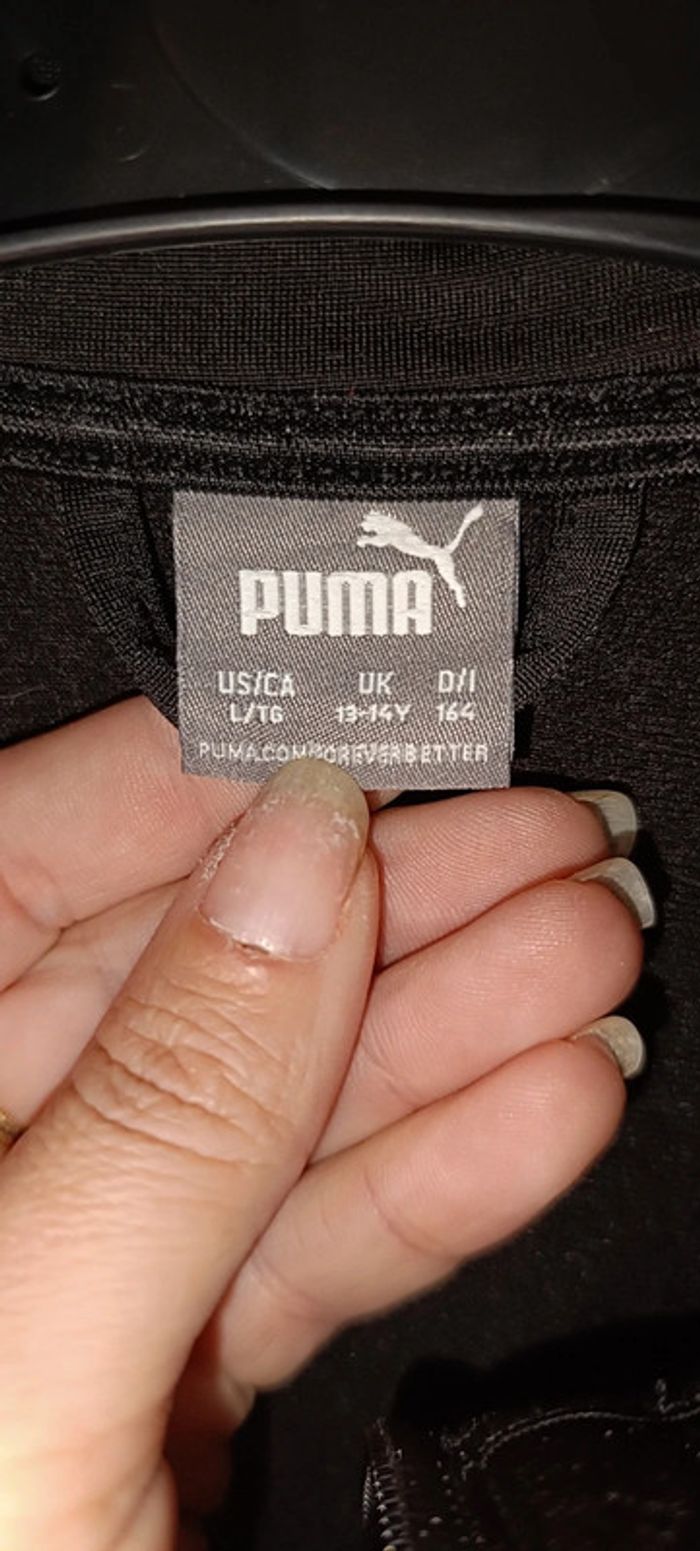 PUMA
US/CA UK D/I
L/TG 13-14Y 164
PUMA.COM/FOREVERBETTER